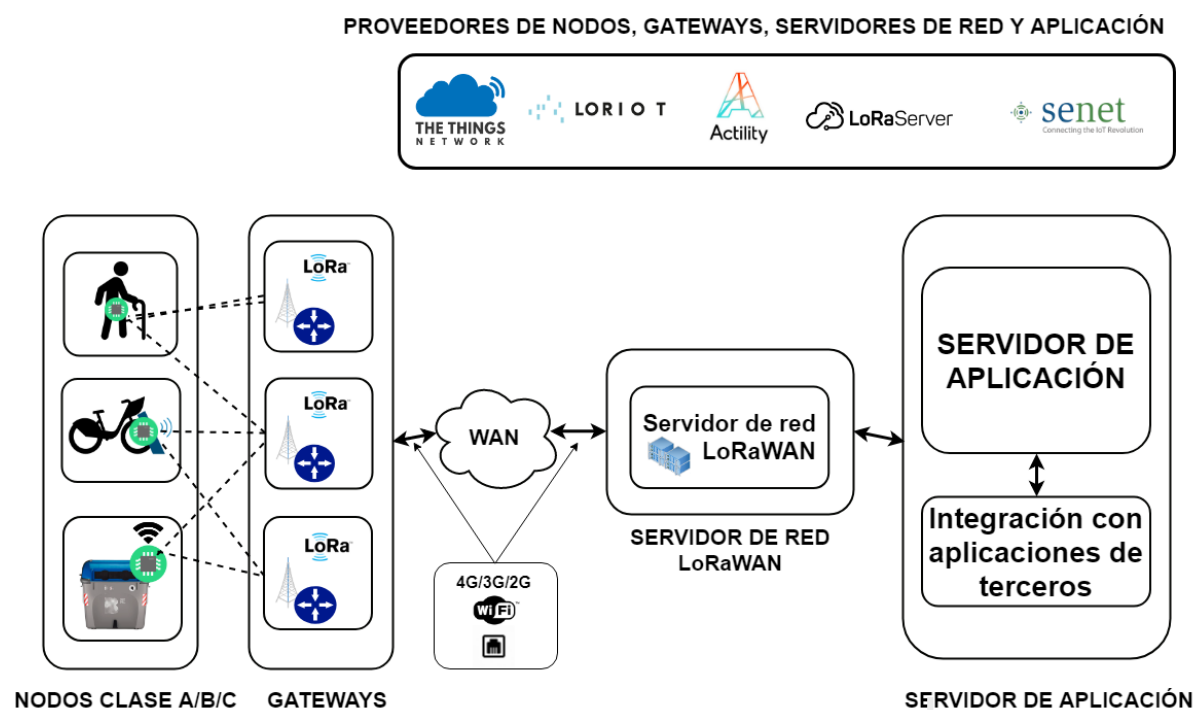 PROVEEDORES DE NODOS, GATEWAYS, SERVIDORES DE RED Y APLICACIÓN
THE THINGS
NETWORK
LORIOT
Actility
LoRaServer
senet
Connecting the IoT Revolution
LoRa
LoRa
LoRa
WAN
4G/3G/2G
WiFi
Servidor de red
LoRaWAN
SERVIDOR DE RED
LoRaWAN
SERVIDOR DE
APLICACIÓN
Integración con
aplicaciones de
terceros
NODOS CLASE A/B/C
GATEWAYS
SERVIDOR DE APLICACIÓN